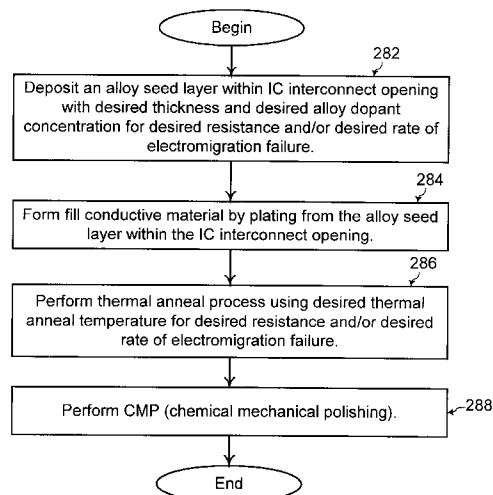 Begin
282
Deposit an alloy seed layer within IC interconnect opening
with desired thickness and desired alloy dopant
concentration for desired resistance and/or desired rate of
electromigration failure.
284
Form fill conductive material by plating from the alloy seed
layer within the IC interconnect opening.
286
Perform thermal anneal process using desired thermal
anneal temperature for desired resistance and/or desired
rate of electromigration failure.
Perform CMP (chemical mechanical polishing).
288
End